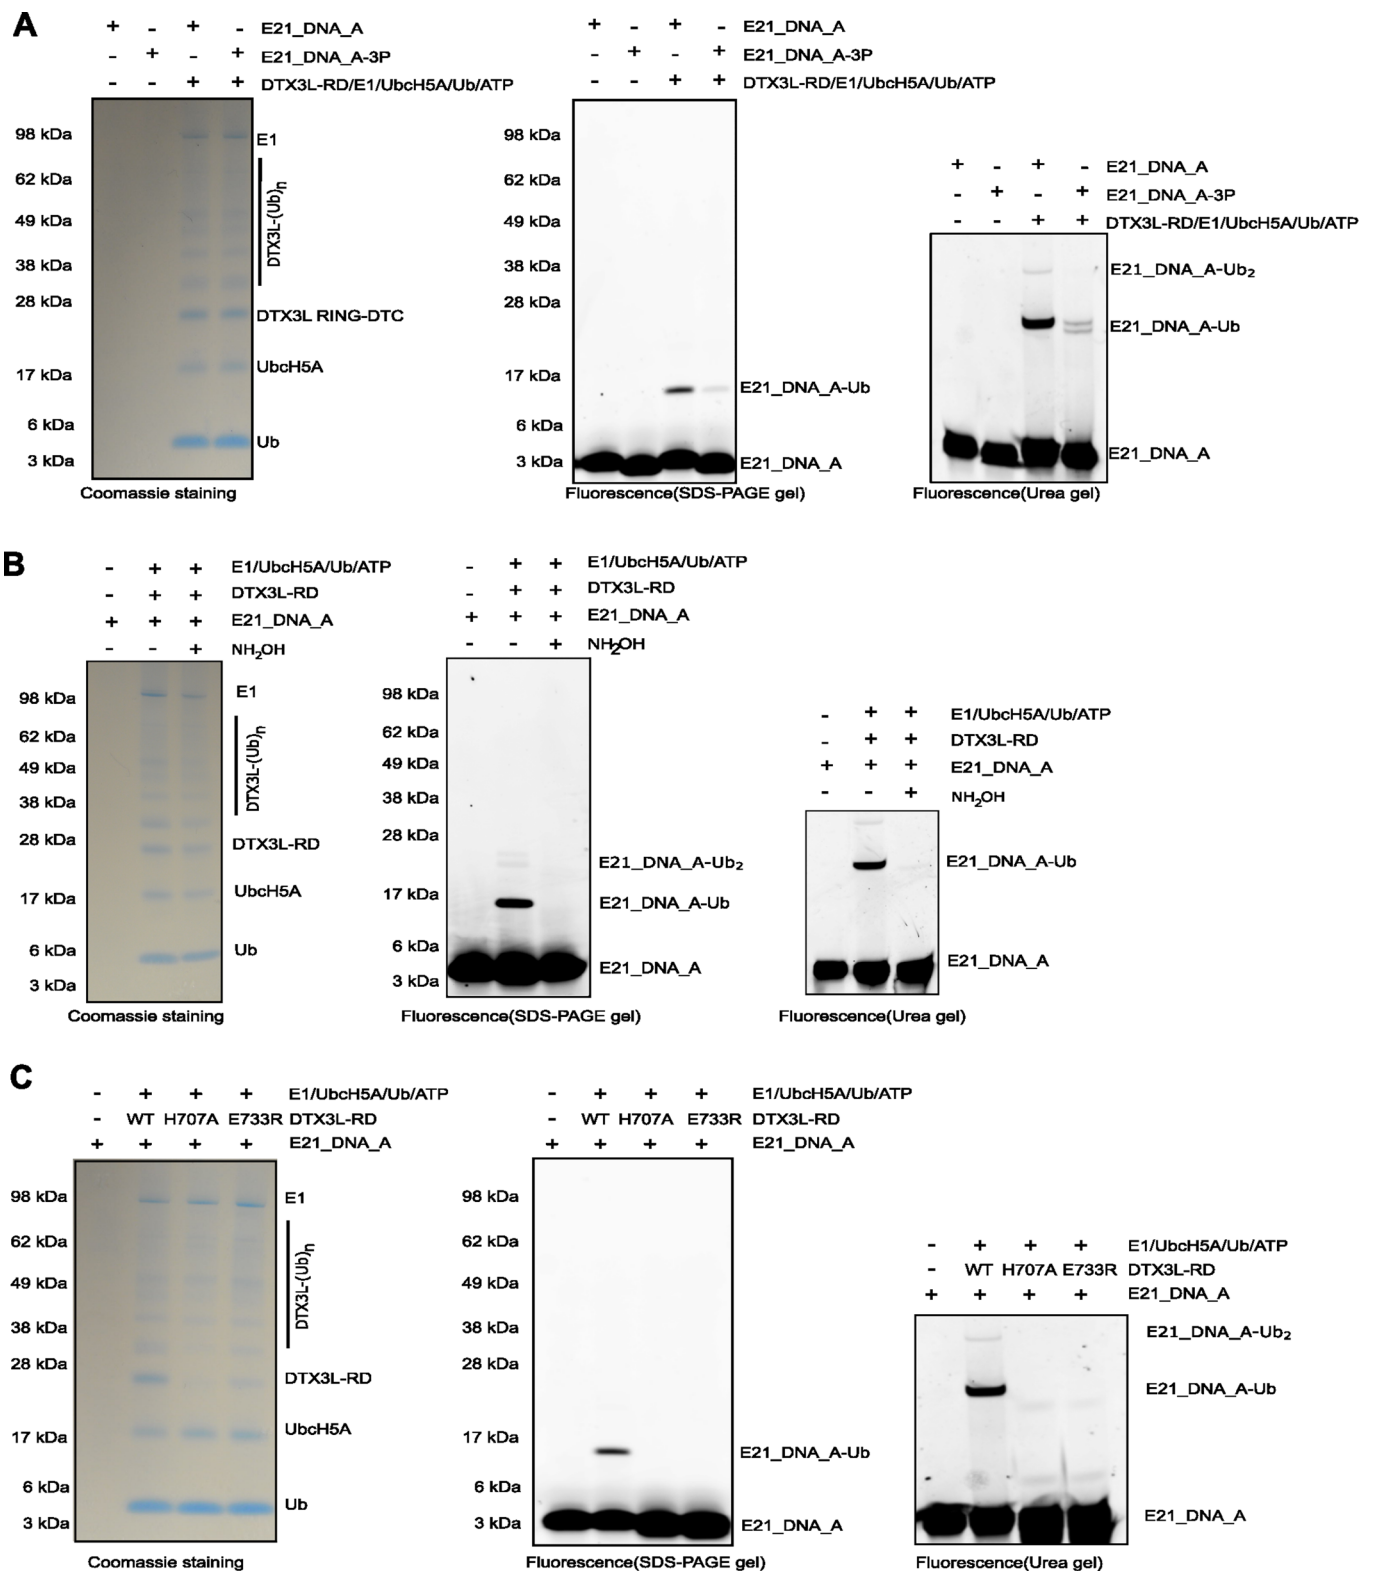 A
+ - + - E21_DNA_A
- + - + E21_DNA_A-3P
- - + + DTX3L-RD/E1/UbcH5A/Ub/ATP
98 kDa
62 kDa
49 kDa
38 kDa
28 kDa
17 kDa
6 kDa
3 kDa
E1
DTX3L-(Ub)n
DTX3L RING-DTC
UbcH5A
Ub
Coomassie staining
+ - + - E21_DNA_A
- + - + E21_DNA_A-3P
- - + + DTX3L-RD/E1/UbcH5A/Ub/ATP
98 kDa
62 kDa
49 kDa
38 kDa
28 kDa
17 kDa
6 kDa
3 kDa
E21_DNA_A-Ub
E21_DNA_A
Fluorescence(SDS-PAGE gel)
+ - + - E21_DNA_A
- + - + E21_DNA_A-3P
- - + + DTX3L-RD/E1/UbcH5A/Ub/ATP
E21_DNA_A-Ub2
E21_DNA_A-Ub
E21_DNA_A
Fluorescence(Urea gel)
B
- + + E1/UbcH5A/Ub/ATP
- + + DTX3L-RD
+ + + E21_DNA_A
- - + NH2OH
98 kDa
62 kDa
49 kDa
38 kDa
28 kDa
17 kDa
6 kDa
3 kDa
E1
DTX3L-(Ub)n
DTX3L-RD
UbcH5A
Ub
Coomassie staining
- + + E1/UbcH5A/Ub/ATP
- + + DTX3L-RD
+ + + E21_DNA_A
- - + NH2OH
98 kDa
62 kDa
49 kDa
38 kDa
28 kDa
17 kDa
6 kDa
3 kDa
E21_DNA_A-Ub2
E21_DNA_A-Ub
E21_DNA_A
Fluorescence(SDS-PAGE gel)
- + + E1/UbcH5A/Ub/ATP
- + + DTX3L-RD
+ + + E21_DNA_A
- - + NH2OH
E21_DNA_A-Ub
E21_DNA_A
Fluorescence(Urea gel)
C
- + + + E1/UbcH5A/Ub/ATP
- WT H707A E733R DTX3L-RD
+ + + + E21_DNA_A
98 kDa
62 kDa
49 kDa
38 kDa
28 kDa
17 kDa
6 kDa
3 kDa
E1
DTX3L-(Ub)n
DTX3L-RD
UbcH5A
Ub
Coomassie staining
- + + + E1/UbcH5A/Ub/ATP
- WT H707A E733R DTX3L-RD
+ + + + E21_DNA_A
98 kDa
62 kDa
49 kDa
38 kDa
28 kDa
17 kDa
6 kDa
3 kDa
E21_DNA_A-Ub
E21_DNA_A
Fluorescence(SDS-PAGE gel)
- + + + E1/UbcH5A/Ub/ATP
- WT H707A E733R DTX3L-RD
+ + + + E21_DNA_A
E21_DNA_A-Ub2
E21_DNA_A-Ub
E21_DNA_A
Fluorescence(Urea gel)